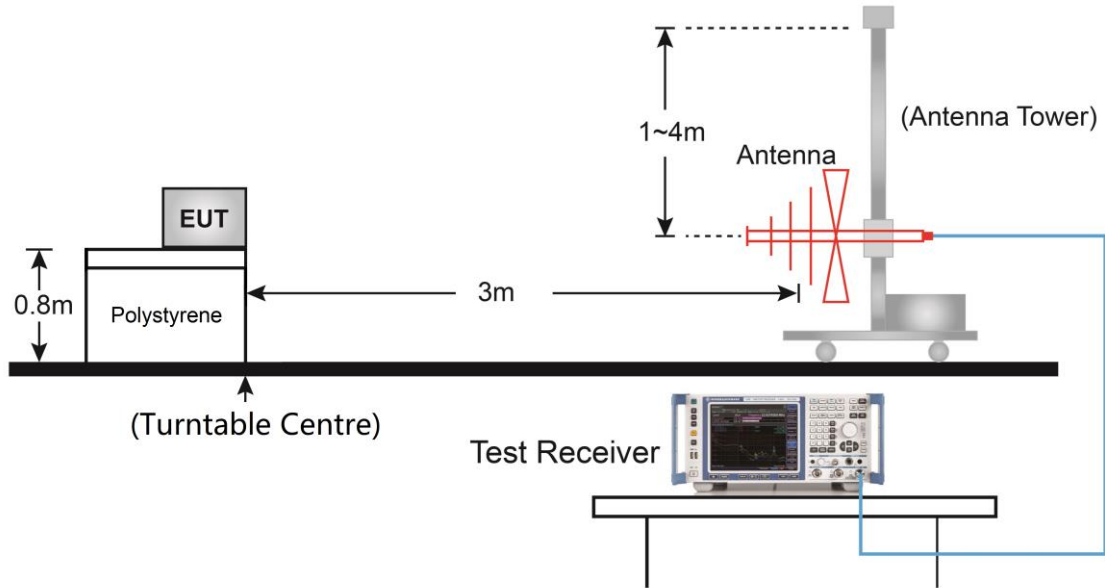 1~4m
(Antenna Tower)
Antenna
EUT
0.8m
Polystyrene
3m
(Turntable Centre)
Test Receiver